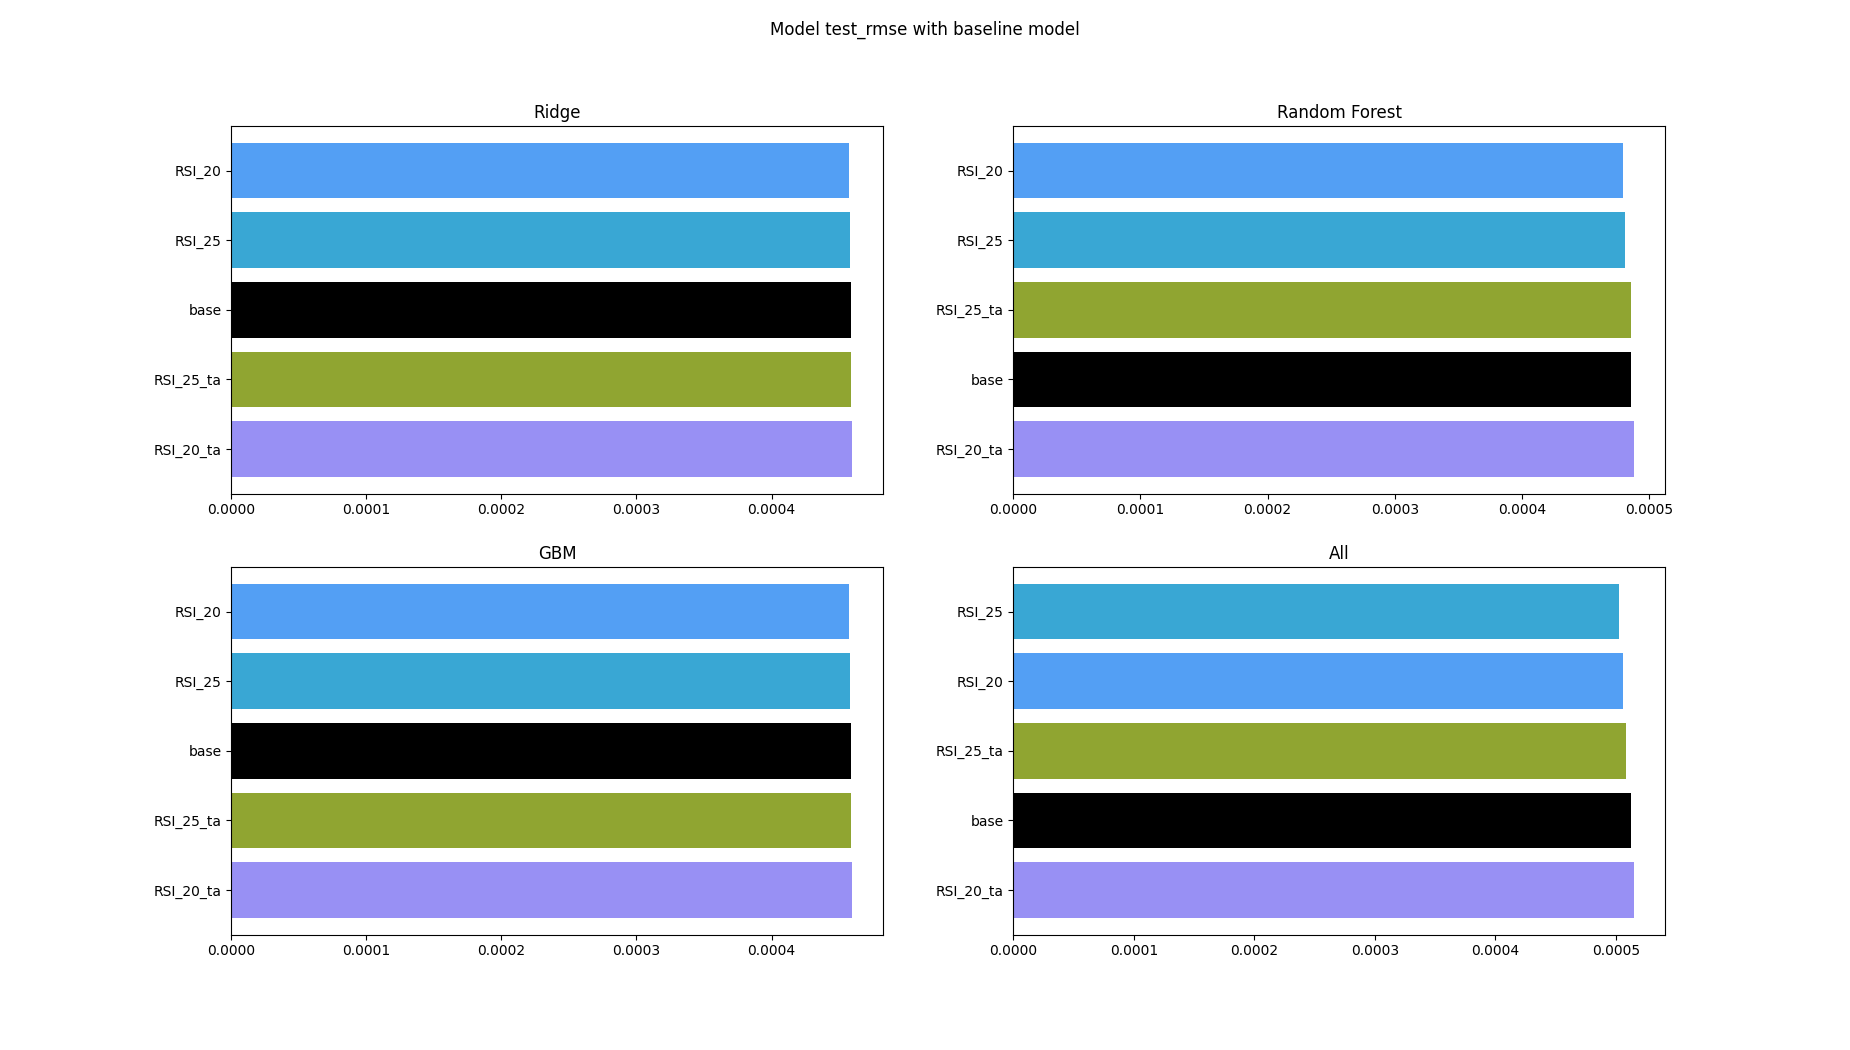 Model test_rmse with baseline model
Ridge
RSI_20
RSI_25
base
RSI_25_ta
RSI_20_ta
0.0000 0.0001 0.0002 0.0003 0.0004
Random Forest
RSI_20
RSI_25
RSI_25_ta
base
RSI_20_ta
0.0000 0.0001 0.0002 0.0003 0.0004 0.0005
GBM
RSI_20
RSI_25
base
RSI_25_ta
RSI_20_ta
0.0000 0.0001 0.0002 0.0003 0.0004
All
RSI_25
RSI_20
RSI_25_ta
base
RSI_20_ta
0.0000 0.0001 0.0002 0.0003 0.0004 0.0005